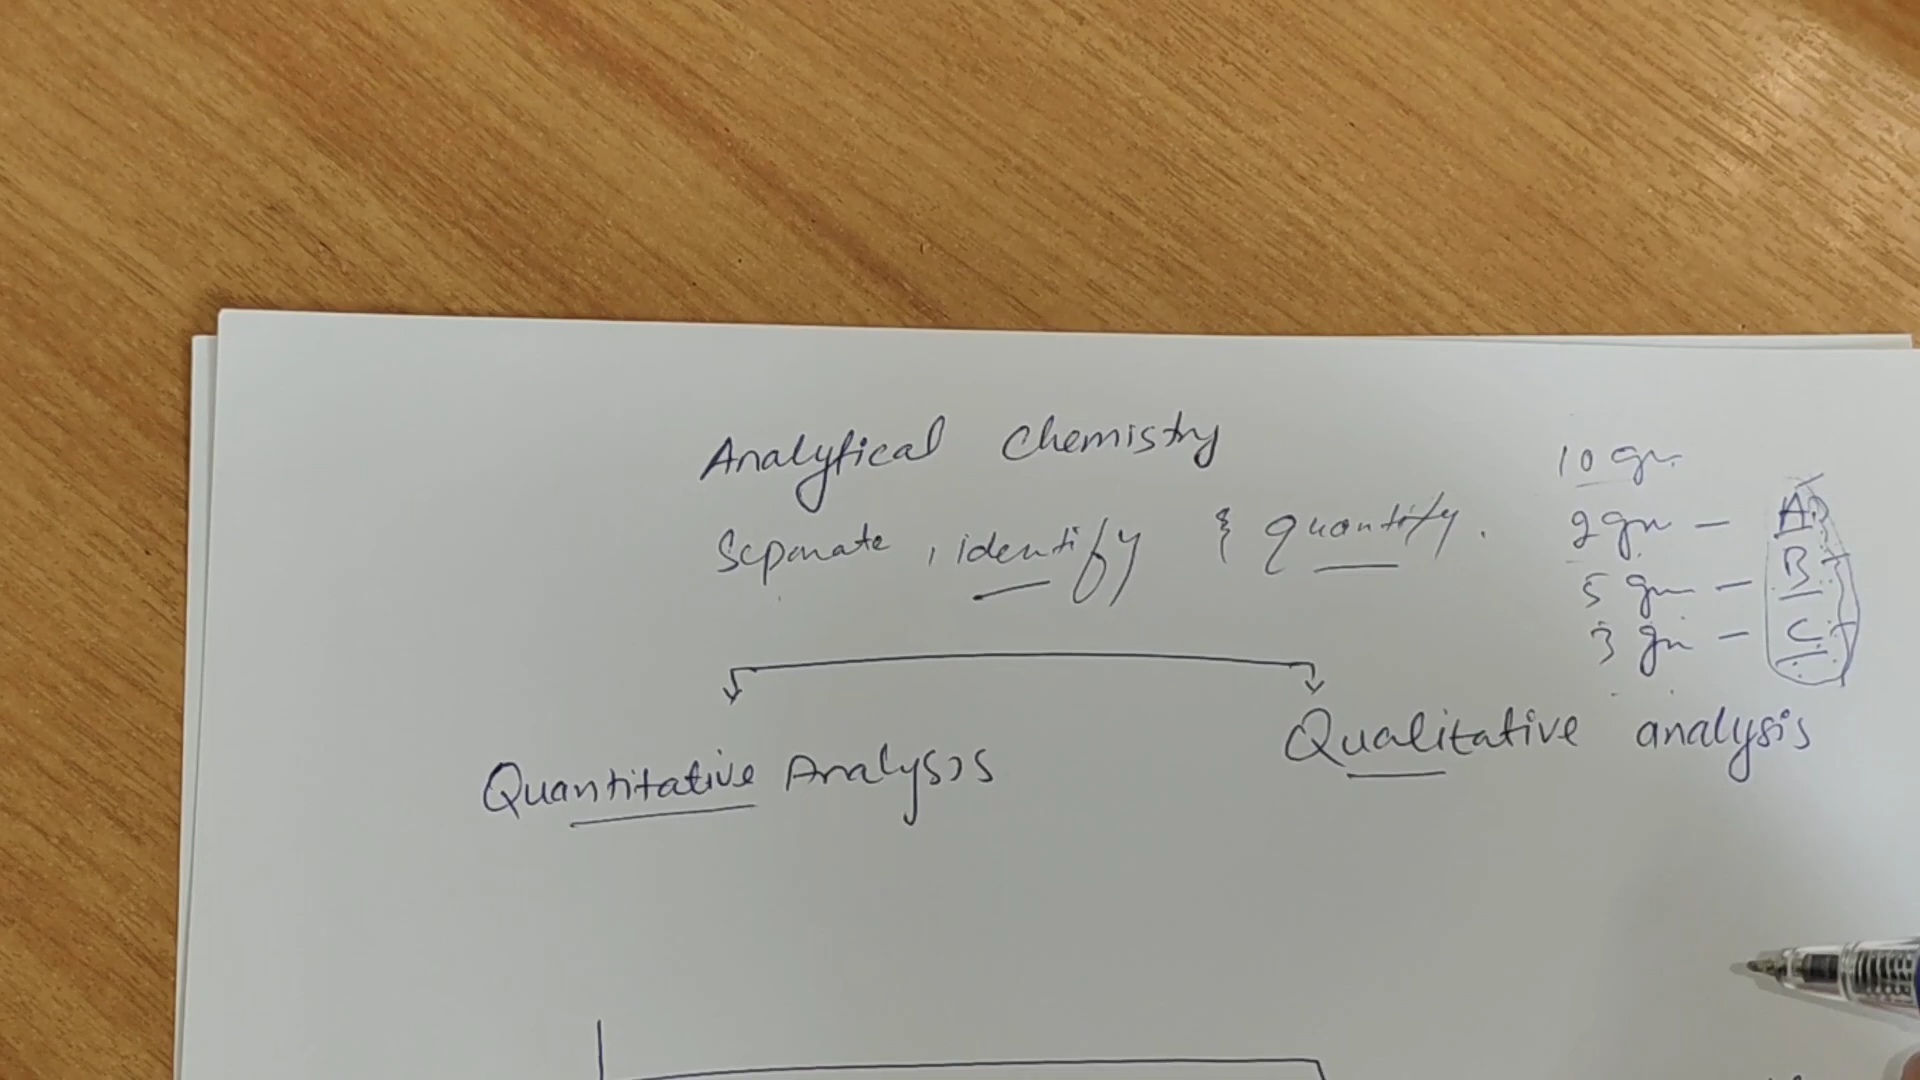 Analytical Chemistry
Separate , identify & quantify.
10 gm
2 gm - A
5 gm - B
3 gm - C
Quantitative Analysis
Qualitative analysis